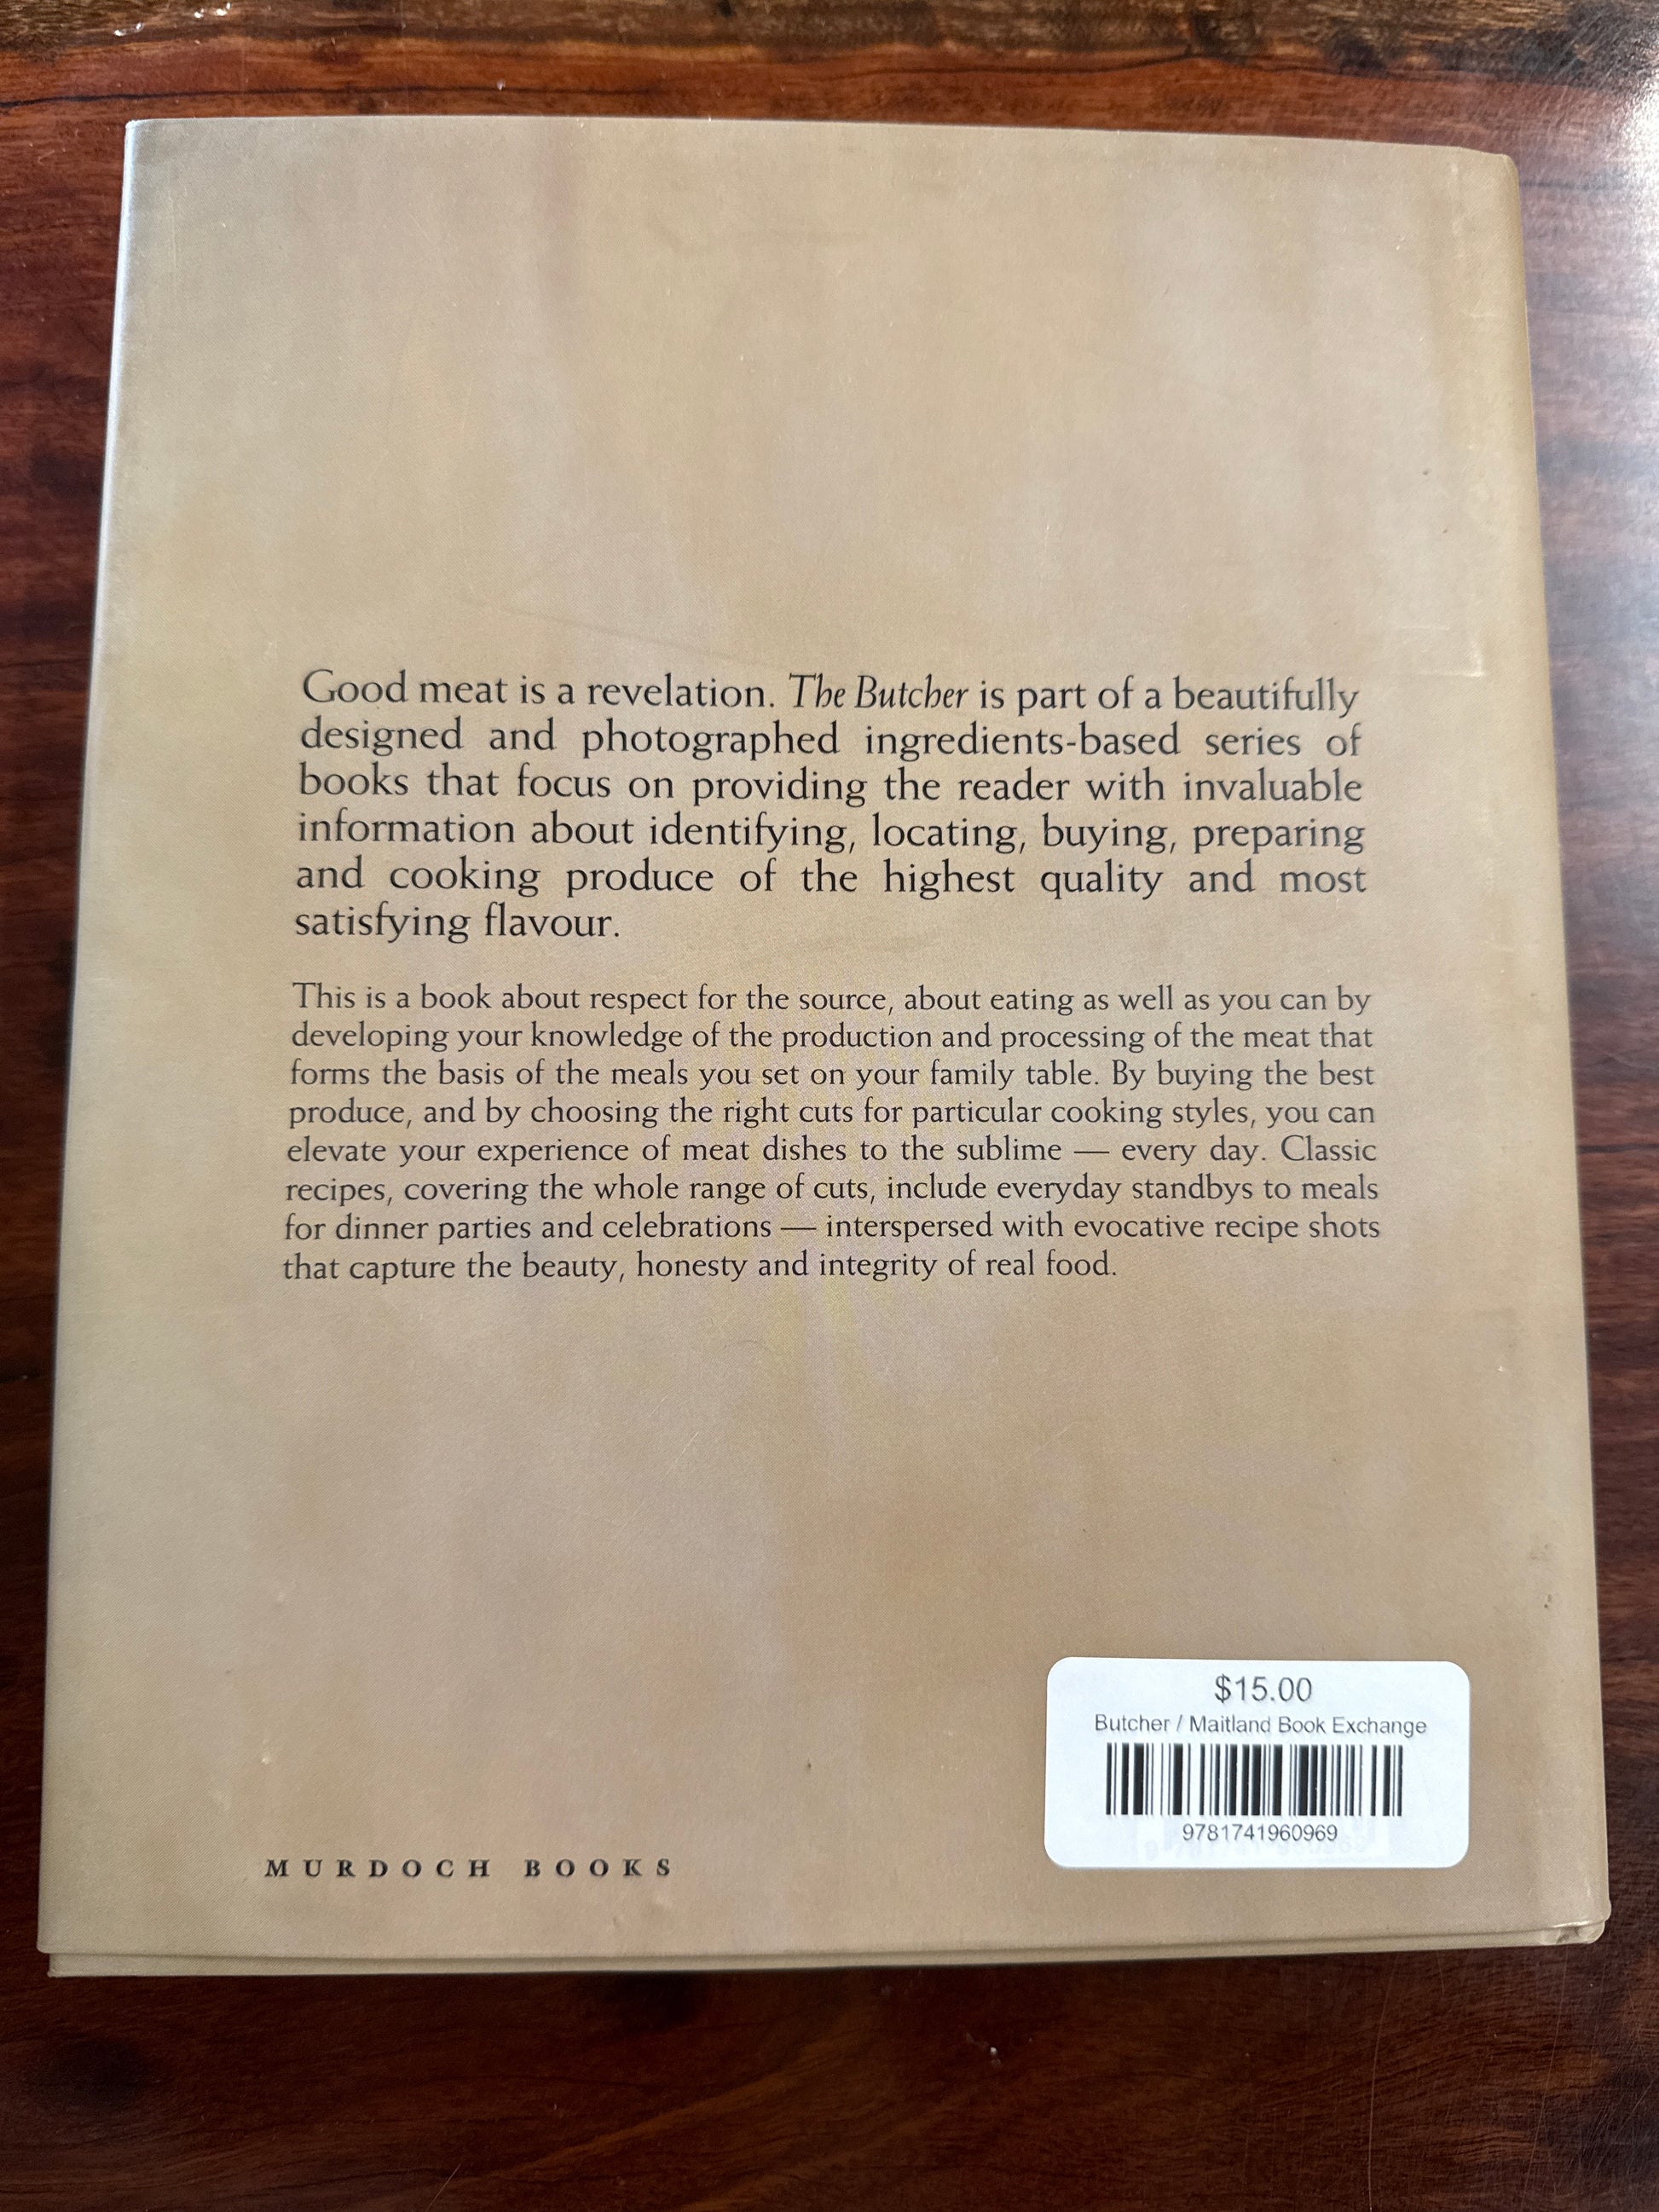 Good meat is a revelation. The Butcher is part of a beautifully
designed and photographed ingredients-based series of
books that focus on providing the reader with invaluable
information about identifying, locating, buying, preparing
and cooking produce of the highest quality and most
satisfying flavour.
This is a book about respect for the source, about eating as well as you can by
developing your knowledge of the production and processing of the meat that
forms the basis of the meals you set on your family table. By buying the best
produce, and by choosing the right cuts for particular cooking styles, you can
elevate your experience of meat dishes to the sublime — every day. Classic
recipes, covering the whole range of cuts, include everyday standbys to meals
for dinner parties and celebrations — interspersed with evocative recipe shots
that capture the beauty, honesty and integrity of real food.
$15.00
Butcher / Maitland Book Exchange
9781741960969
MURDOCH BOOKS